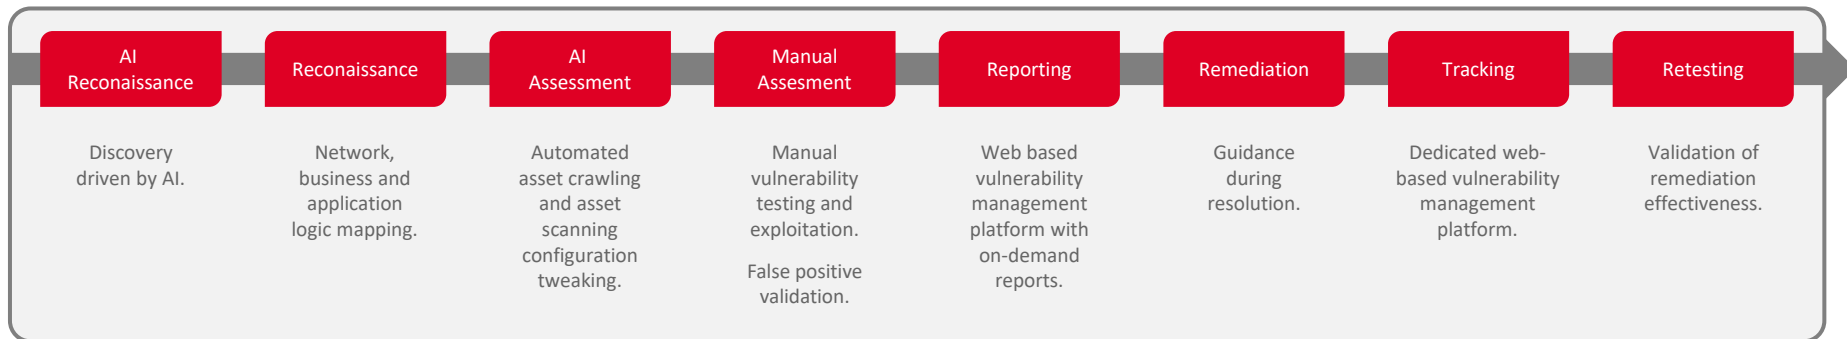 AI
Reconaissance
Reconaissance
AI
Assessment
Manual
Assesment
Reporting
Remediation
Tracking
Retesting
Discovery
driven by AI.
Network,
business and
application
logic mapping.
Automated
asset crawling
and asset
scanning
configuration
tweaking.
Manual
vulnerability
testing and
exploitation.
False positive
validation.
Web based
vulnerability
management
platform with
on-demand
reports.
Guidance
during
resolution.
Dedicated web-
based vulnerability
management
platform.
Validation of
remediation
effectiveness.